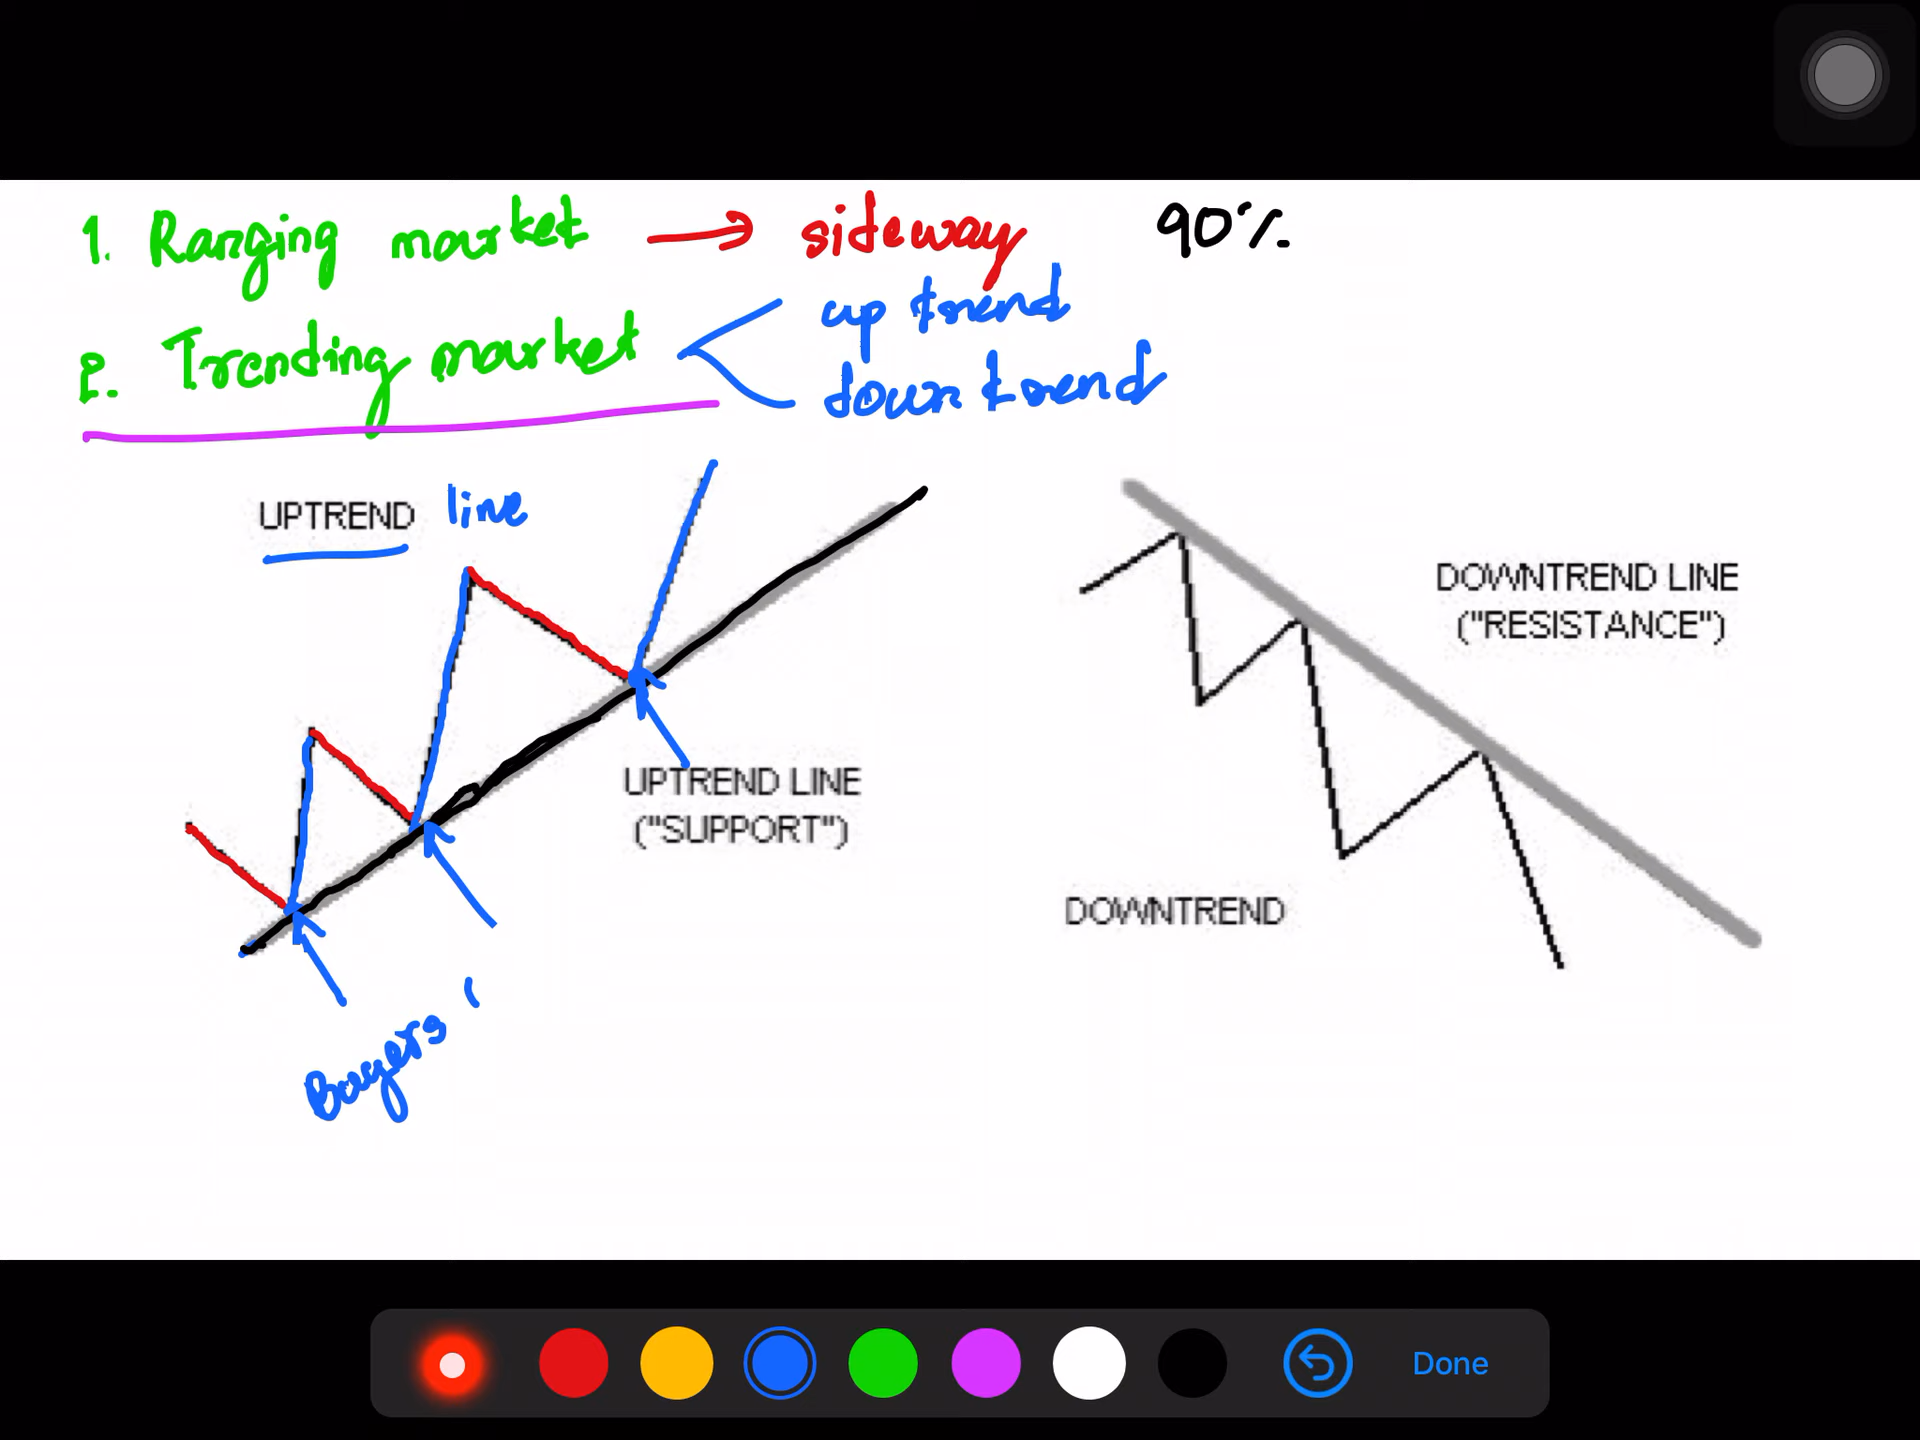 1. Ranging market → sideway 90%
2. Trending market
up trend
down trend
UPTREND line
DOWNTREND LINE
("RESISTANCE")
UPTREND LINE
("SUPPORT")
DOWNTREND
Buyers
Done